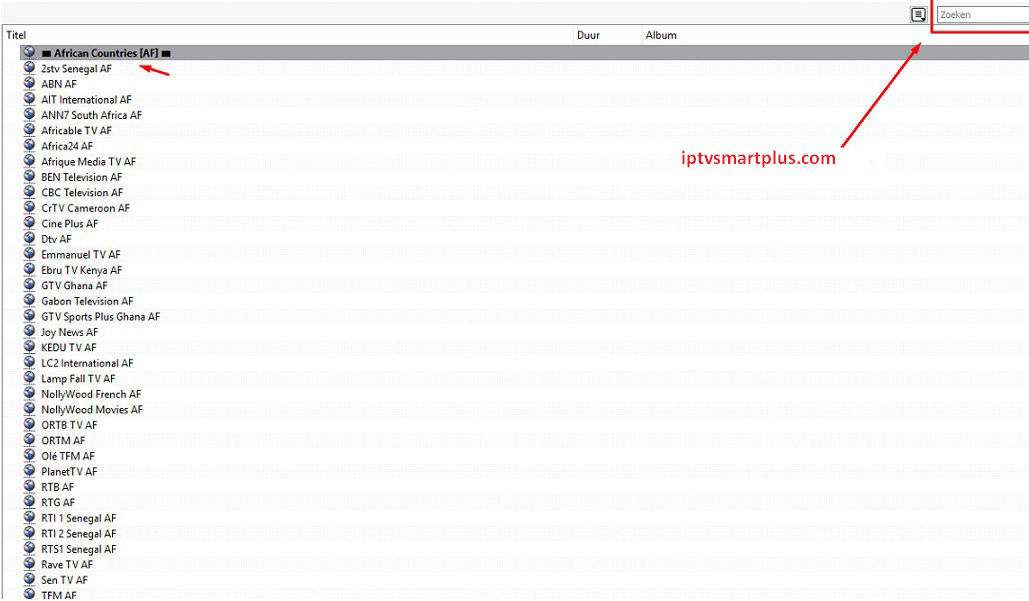 Zoeken
Titel Duur Album
African Countries [AF]
2stv Senegal AF
ABN AF
AIT International AF
ANN7 South Africa AF
Africable TV AF
Africa24 AF
Afrique Media TV AF
iptvsmartplus.com
BEN Television AF
CBC Television AF
CrTV Cameroon AF
Cine Plus AF
Dtv AF
Emmanuel TV AF
Ebru TV Kenya AF
GTV Ghana AF
Gabon Television AF
GTV Sports Plus Ghana AF
Joy News AF
KEDU TV AF
LC2 International AF
Lamp Fall TV AF
NollyWood French AF
NollyWood Movies AF
ORTB TV AF
ORTM AF
Olé TFM AF
PlanetTV AF
RTB AF
RTG AF
RTI 1 Senegal AF
RTI 2 Senegal AF
RTS1 Senegal AF
Rave TV AF
Sen TV AF
TFM AF